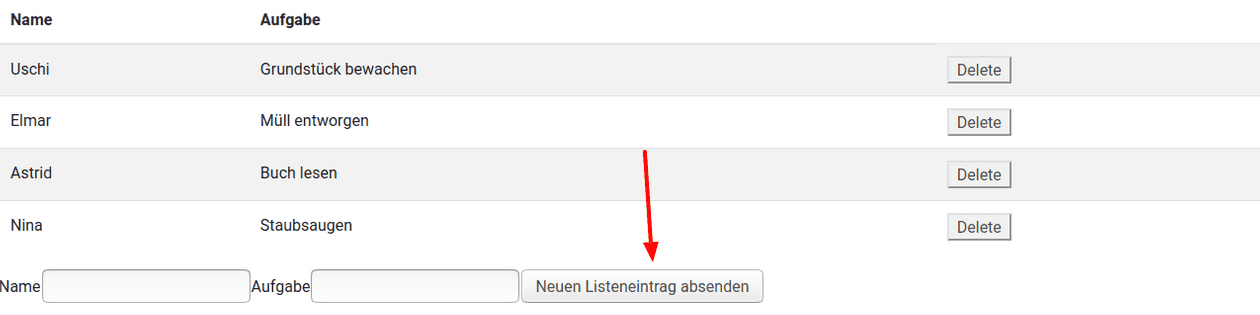 Name Aufgabe
Uschi Grundstück bewachen Delete
Elmar Müll entworgen Delete
Astrid Buch lesen Delete
Nina Staubsaugen Delete
Name Aufgabe Neuen Listeneintrag absenden